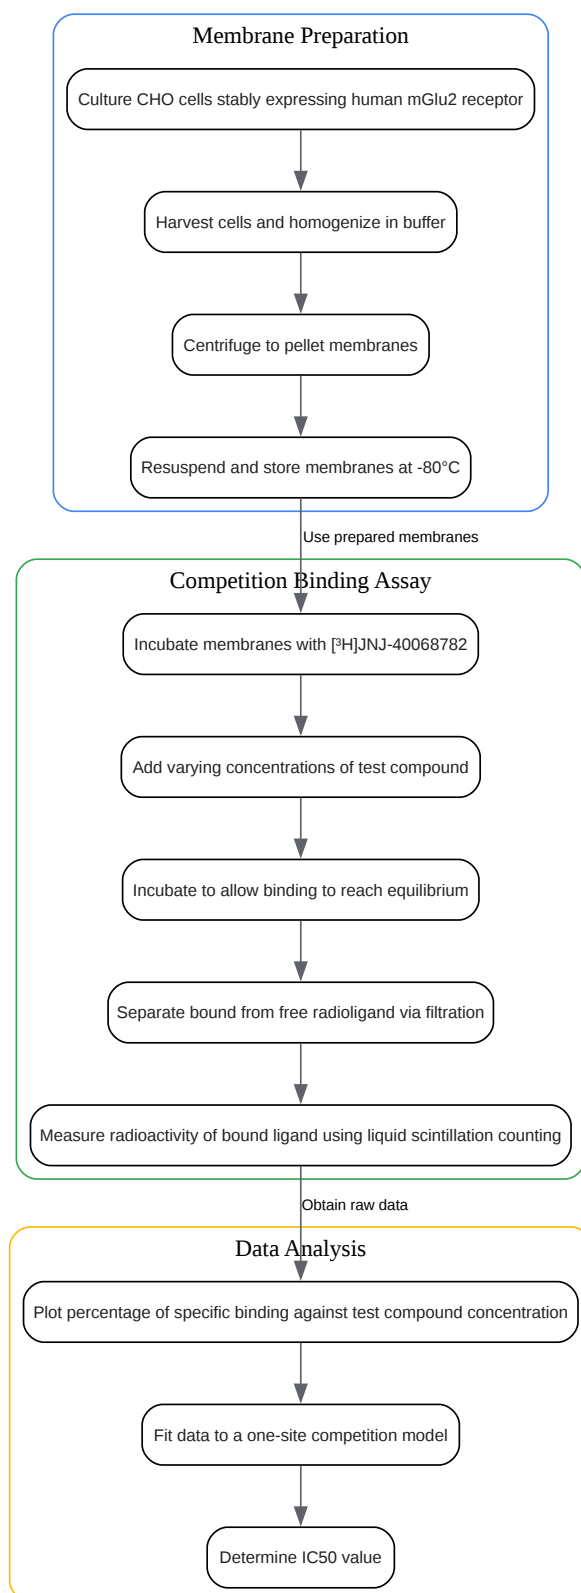 Membrane Preparation
Culture CHO cells stably expressing human mGlu2 receptor
Harvest cells and homogenize in buffer
Centrifuge to pellet membranes
Resuspend and store membranes at -80°C
Use prepared membranes
Competition Binding Assay
Incubate membranes with [³H]JNJ-40068782
Add varying concentrations of test compound
Incubate to allow binding to reach equilibrium
Separate bound from free radioligand via filtration
Measure radioactivity of bound ligand using liquid scintillation counting
Obtain raw data
Data Analysis
Plot percentage of specific binding against test compound concentration
Fit data to a one-site competition model
Determine IC50 value